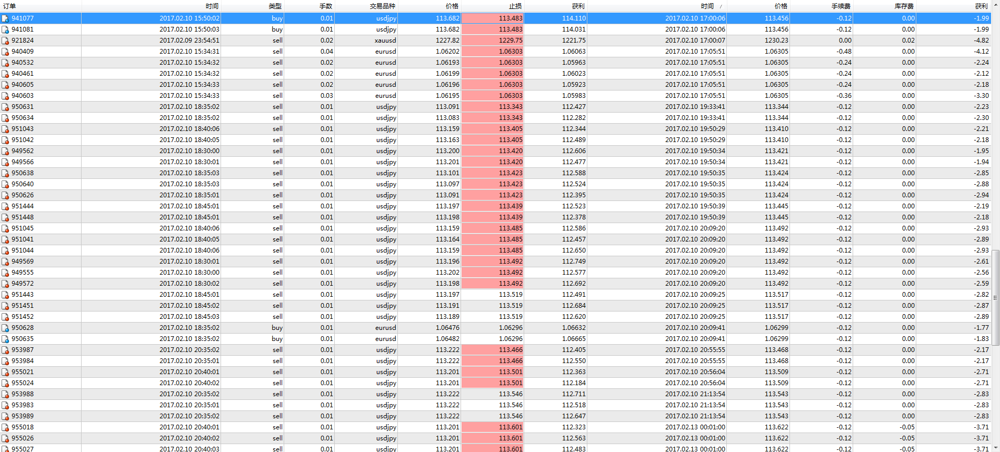 订单 时间 类型 手数 交易品种 价格 止损 获利 时间 / 价格 手续费 库存费 获利
941077 2017.02.10 15:50:02 buy 0.01 usdjpy 113.682 113.483 114.110 2017.02.10 17:00:06 113.456 -0.12 0.00 -1.99
941081 2017.02.10 15:50:03 buy 0.01 usdjpy 113.682 113.483 114.031 2017.02.10 17:00:06 113.456 -0.12 0.00 -1.99
921824 2017.02.09 23:54:51 sell 0.02 xauusd 1227.82 1229.75 1221.75 2017.02.10 17:00:07 1230.23 0.00 0.02 -4.82
940409 2017.02.10 15:34:31 sell 0.04 eurusd 1.06202 1.06303 1.06063 2017.02.10 17:05:51 1.06305 -0.48 0.00 -4.12
940532 2017.02.10 15:34:32 sell 0.02 eurusd 1.06193 1.06303 1.05963 2017.02.10 17:05:51 1.06305 -0.24 0.00 -2.24
940461 2017.02.10 15:34:32 sell 0.02 eurusd 1.06199 1.06303 1.06023 2017.02.10 17:05:51 1.06305 -0.24 0.00 -2.12
940605 2017.02.10 15:34:33 sell 0.02 eurusd 1.06196 1.06303 1.05923 2017.02.10 17:05:51 1.06305 -0.24 0.00 -2.18
940603 2017.02.10 15:34:33 sell 0.03 eurusd 1.06195 1.06303 1.05983 2017.02.10 17:05:51 1.06305 -0.36 0.00 -3.30
950631 2017.02.10 18:35:02 sell 0.01 usdjpy 113.091 113.343 112.427 2017.02.10 19:33:41 113.344 -0.12 0.00 -2.23
950634 2017.02.10 18:35:02 sell 0.01 usdjpy 113.083 113.343 112.282 2017.02.10 19:33:41 113.344 -0.12 0.00 -2.30
951043 2017.02.10 18:40:06 sell 0.01 usdjpy 113.159 113.405 112.344 2017.02.10 19:50:29 113.410 -0.12 0.00 -2.21
951042 2017.02.10 18:40:05 sell 0.01 usdjpy 113.163 113.405 112.489 2017.02.10 19:50:29 113.410 -0.12 0.00 -2.18
949562 2017.02.10 18:30:00 sell 0.01 usdjpy 113.200 113.420 112.606 2017.02.10 19:50:34 113.421 -0.12 0.00 -1.95
949566 2017.02.10 18:30:01 sell 0.01 usdjpy 113.201 113.420 112.477 2017.02.10 19:50:34 113.421 -0.12 0.00 -1.94
950638 2017.02.10 18:35:03 sell 0.01 usdjpy 113.101 113.423 112.588 2017.02.10 19:50:35 113.424 -0.12 0.00 -2.85
950640 2017.02.10 18:35:03 sell 0.01 usdjpy 113.097 113.423 112.524 2017.02.10 19:50:35 113.424 -0.12 0.00 -2.88
950626 2017.02.10 18:35:01 sell 0.01 usdjpy 113.091 113.423 112.395 2017.02.10 19:50:35 113.424 -0.12 0.00 -2.94
951444 2017.02.10 18:45:01 sell 0.01 usdjpy 113.197 113.439 112.523 2017.02.10 19:50:39 113.445 -0.12 0.00 -2.19
951448 2017.02.10 18:45:01 sell 0.01 usdjpy 113.198 113.439 112.378 2017.02.10 19:50:39 113.445 -0.12 0.00 -2.18
951045 2017.02.10 18:40:06 sell 0.01 usdjpy 113.159 113.485 112.586 2017.02.10 20:09:20 113.492 -0.12 0.00 -2.93
951041 2017.02.10 18:40:05 sell 0.01 usdjpy 113.164 113.485 112.457 2017.02.10 20:09:20 113.492 -0.12 0.00 -2.89
951044 2017.02.10 18:40:06 sell 0.01 usdjpy 113.159 113.485 112.650 2017.02.10 20:09:20 113.492 -0.12 0.00 -2.93
949569 2017.02.10 18:30:01 sell 0.01 usdjpy 113.196 113.492 112.749 2017.02.10 20:09:20 113.492 -0.12 0.00 -2.61
949555 2017.02.10 18:30:00 sell 0.01 usdjpy 113.202 113.492 112.577 2017.02.10 20:09:20 113.492 -0.12 0.00 -2.56
949572 2017.02.10 18:30:02 sell 0.01 usdjpy 113.198 113.492 112.692 2017.02.10 20:09:20 113.492 -0.12 0.00 -2.59
951443 2017.02.10 18:45:01 sell 0.01 usdjpy 113.197 113.519 112.491 2017.02.10 20:09:25 113.517 -0.12 0.00 -2.82
951451 2017.02.10 18:45:02 sell 0.01 usdjpy 113.191 113.519 112.684 2017.02.10 20:09:25 113.517 -0.12 0.00 -2.87
951452 2017.02.10 18:45:03 sell 0.01 usdjpy 113.189 113.519 112.620 2017.02.10 20:09:25 113.517 -0.12 0.00 -2.89
950628 2017.02.10 18:35:02 buy 0.01 eurusd 1.06476 1.06296 1.06632 2017.02.10 20:09:41 1.06299 -0.12 0.00 -1.77
950635 2017.02.10 18:35:02 buy 0.01 eurusd 1.06482 1.06296 1.06665 2017.02.10 20:09:41 1.06299 -0.12 0.00 -1.83
953987 2017.02.10 20:35:02 sell 0.01 usdjpy 113.222 113.466 112.405 2017.02.10 20:55:55 113.468 -0.12 0.00 -2.17
953984 2017.02.10 20:35:01 sell 0.01 usdjpy 113.222 113.466 112.550 2017.02.10 20:55:55 113.468 -0.12 0.00 -2.17
955021 2017.02.10 20:40:01 sell 0.01 usdjpy 113.201 113.501 112.363 2017.02.10 20:56:04 113.509 -0.12 0.00 -2.71
955024 2017.02.10 20:40:02 sell 0.01 usdjpy 113.201 113.501 112.184 2017.02.10 20:56:04 113.509 -0.12 0.00 -2.71
953988 2017.02.10 20:35:02 sell 0.01 usdjpy 113.222 113.546 112.711 2017.02.10 21:13:54 113.543 -0.12 0.00 -2.83
953983 2017.02.10 20:35:01 sell 0.01 usdjpy 113.222 113.546 112.518 2017.02.10 21:13:54 113.543 -0.12 0.00 -2.83
953989 2017.02.10 20:35:02 sell 0.01 usdjpy 113.222 113.546 112.647 2017.02.10 21:13:54 113.543 -0.12 0.00 -2.83
955018 2017.02.10 20:40:01 sell 0.01 usdjpy 113.201 113.601 112.323 2017.02.13 00:01:00 113.622 -0.12 -0.05 -3.71
955026 2017.02.10 20:40:02 sell 0.01 usdjpy 113.201 113.601 112.563 2017.02.13 00:01:00 113.622 -0.12 -0.05 -3.71
955027 2017.02.10 20:40:03 sell 0.01 usdjpy 113.201 113.601 112.483 2017.02.13 00:01:00 113.622 -0.12 -0.05 -3.71